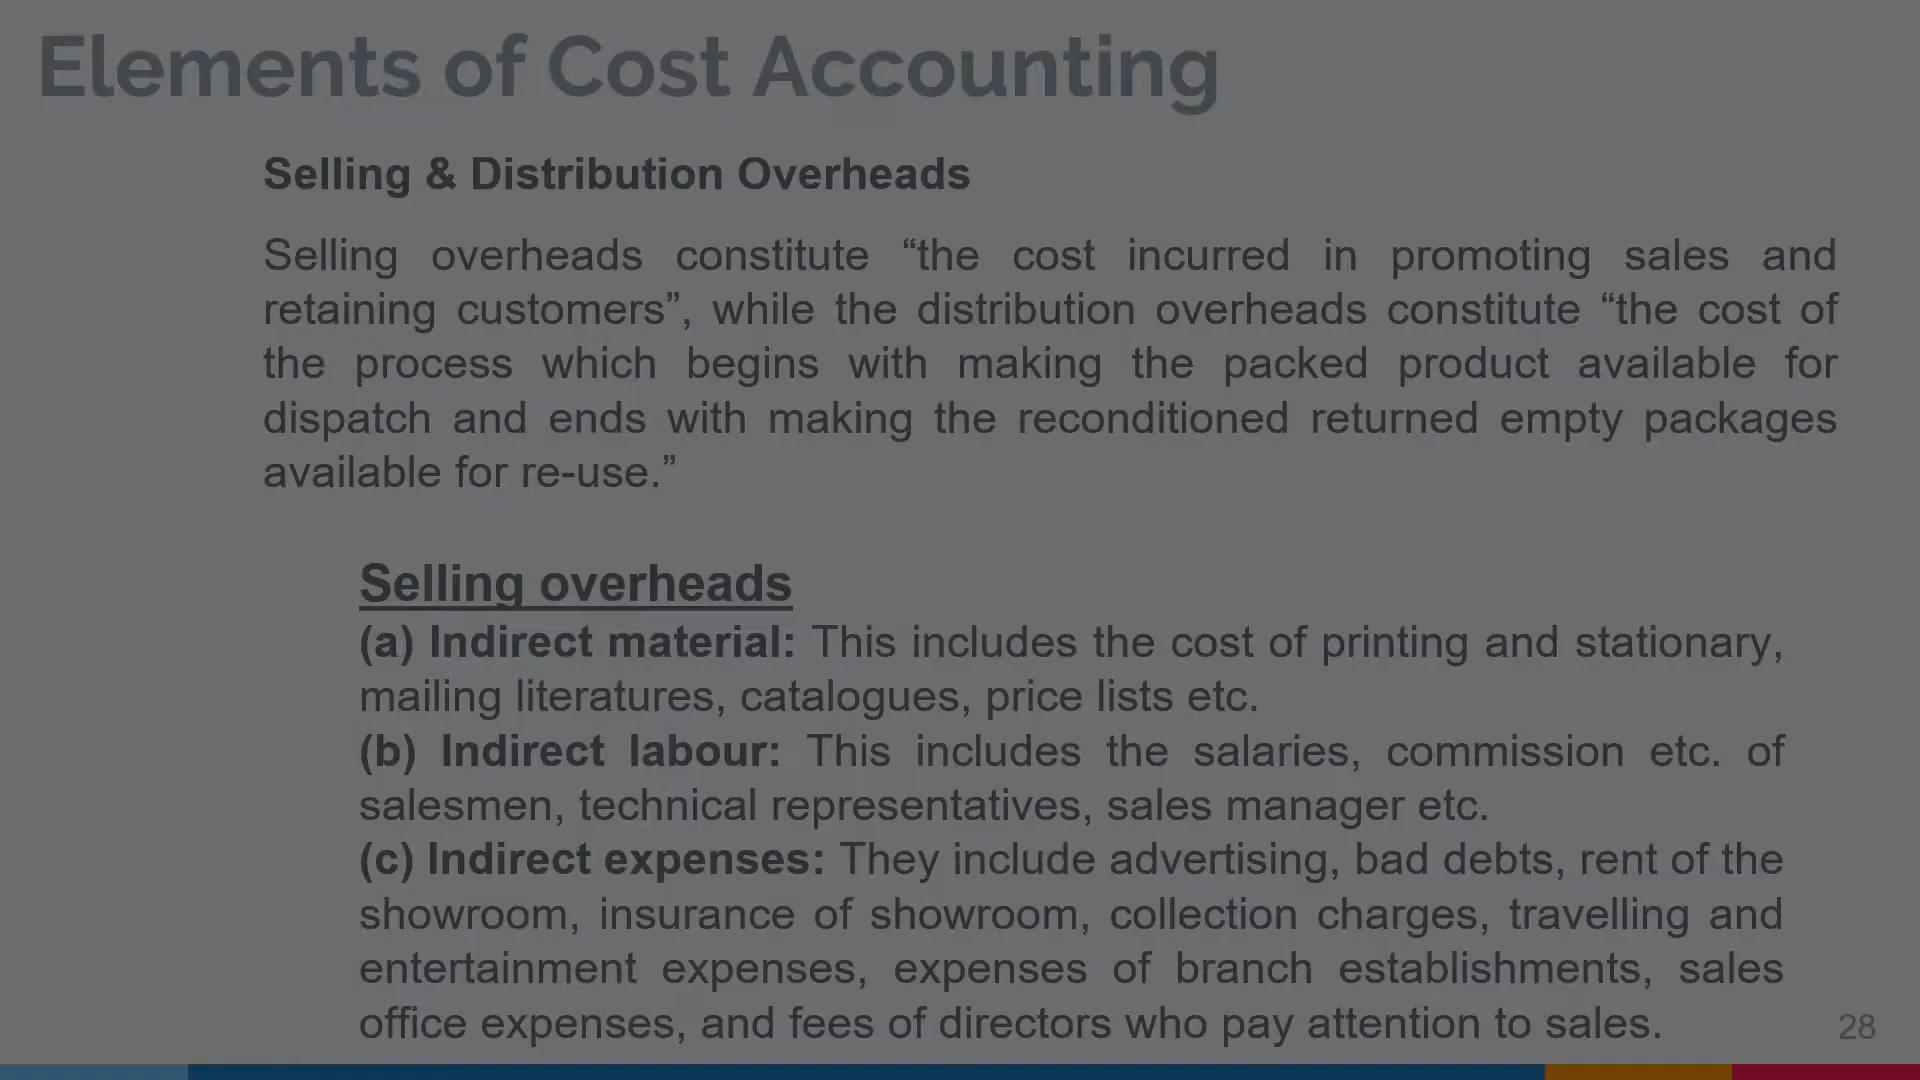 Elements of Cost Accounting
Selling & Distribution Overheads
Selling overheads constitute “the cost incurred in promoting sales and
retaining customers”, while the distribution overheads constitute “the cost of
the process which begins with making the packed product available for
dispatch and ends with making the reconditioned returned empty packages
available for re-use.”
Selling overheads
(a) Indirect material: This includes the cost of printing and stationary,
mailing literatures, catalogues, price lists etc.
(b) Indirect labour: This includes the salaries, commission etc. of
salesmen, technical representatives, sales manager etc.
(c) Indirect expenses: They include advertising, bad debts, rent of the
showroom, insurance of showroom, collection charges, travelling and
entertainment expenses, expenses of branch establishments, sales
office expenses, and fees of directors who pay attention to sales.
28